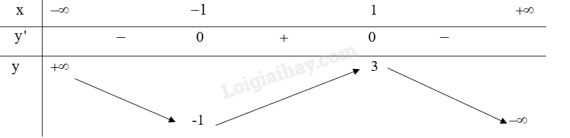 x −∞ −1 1 +∞
y' − 0 + 0 −
y +∞ 3
Loigiaihay.com
-1 −∞